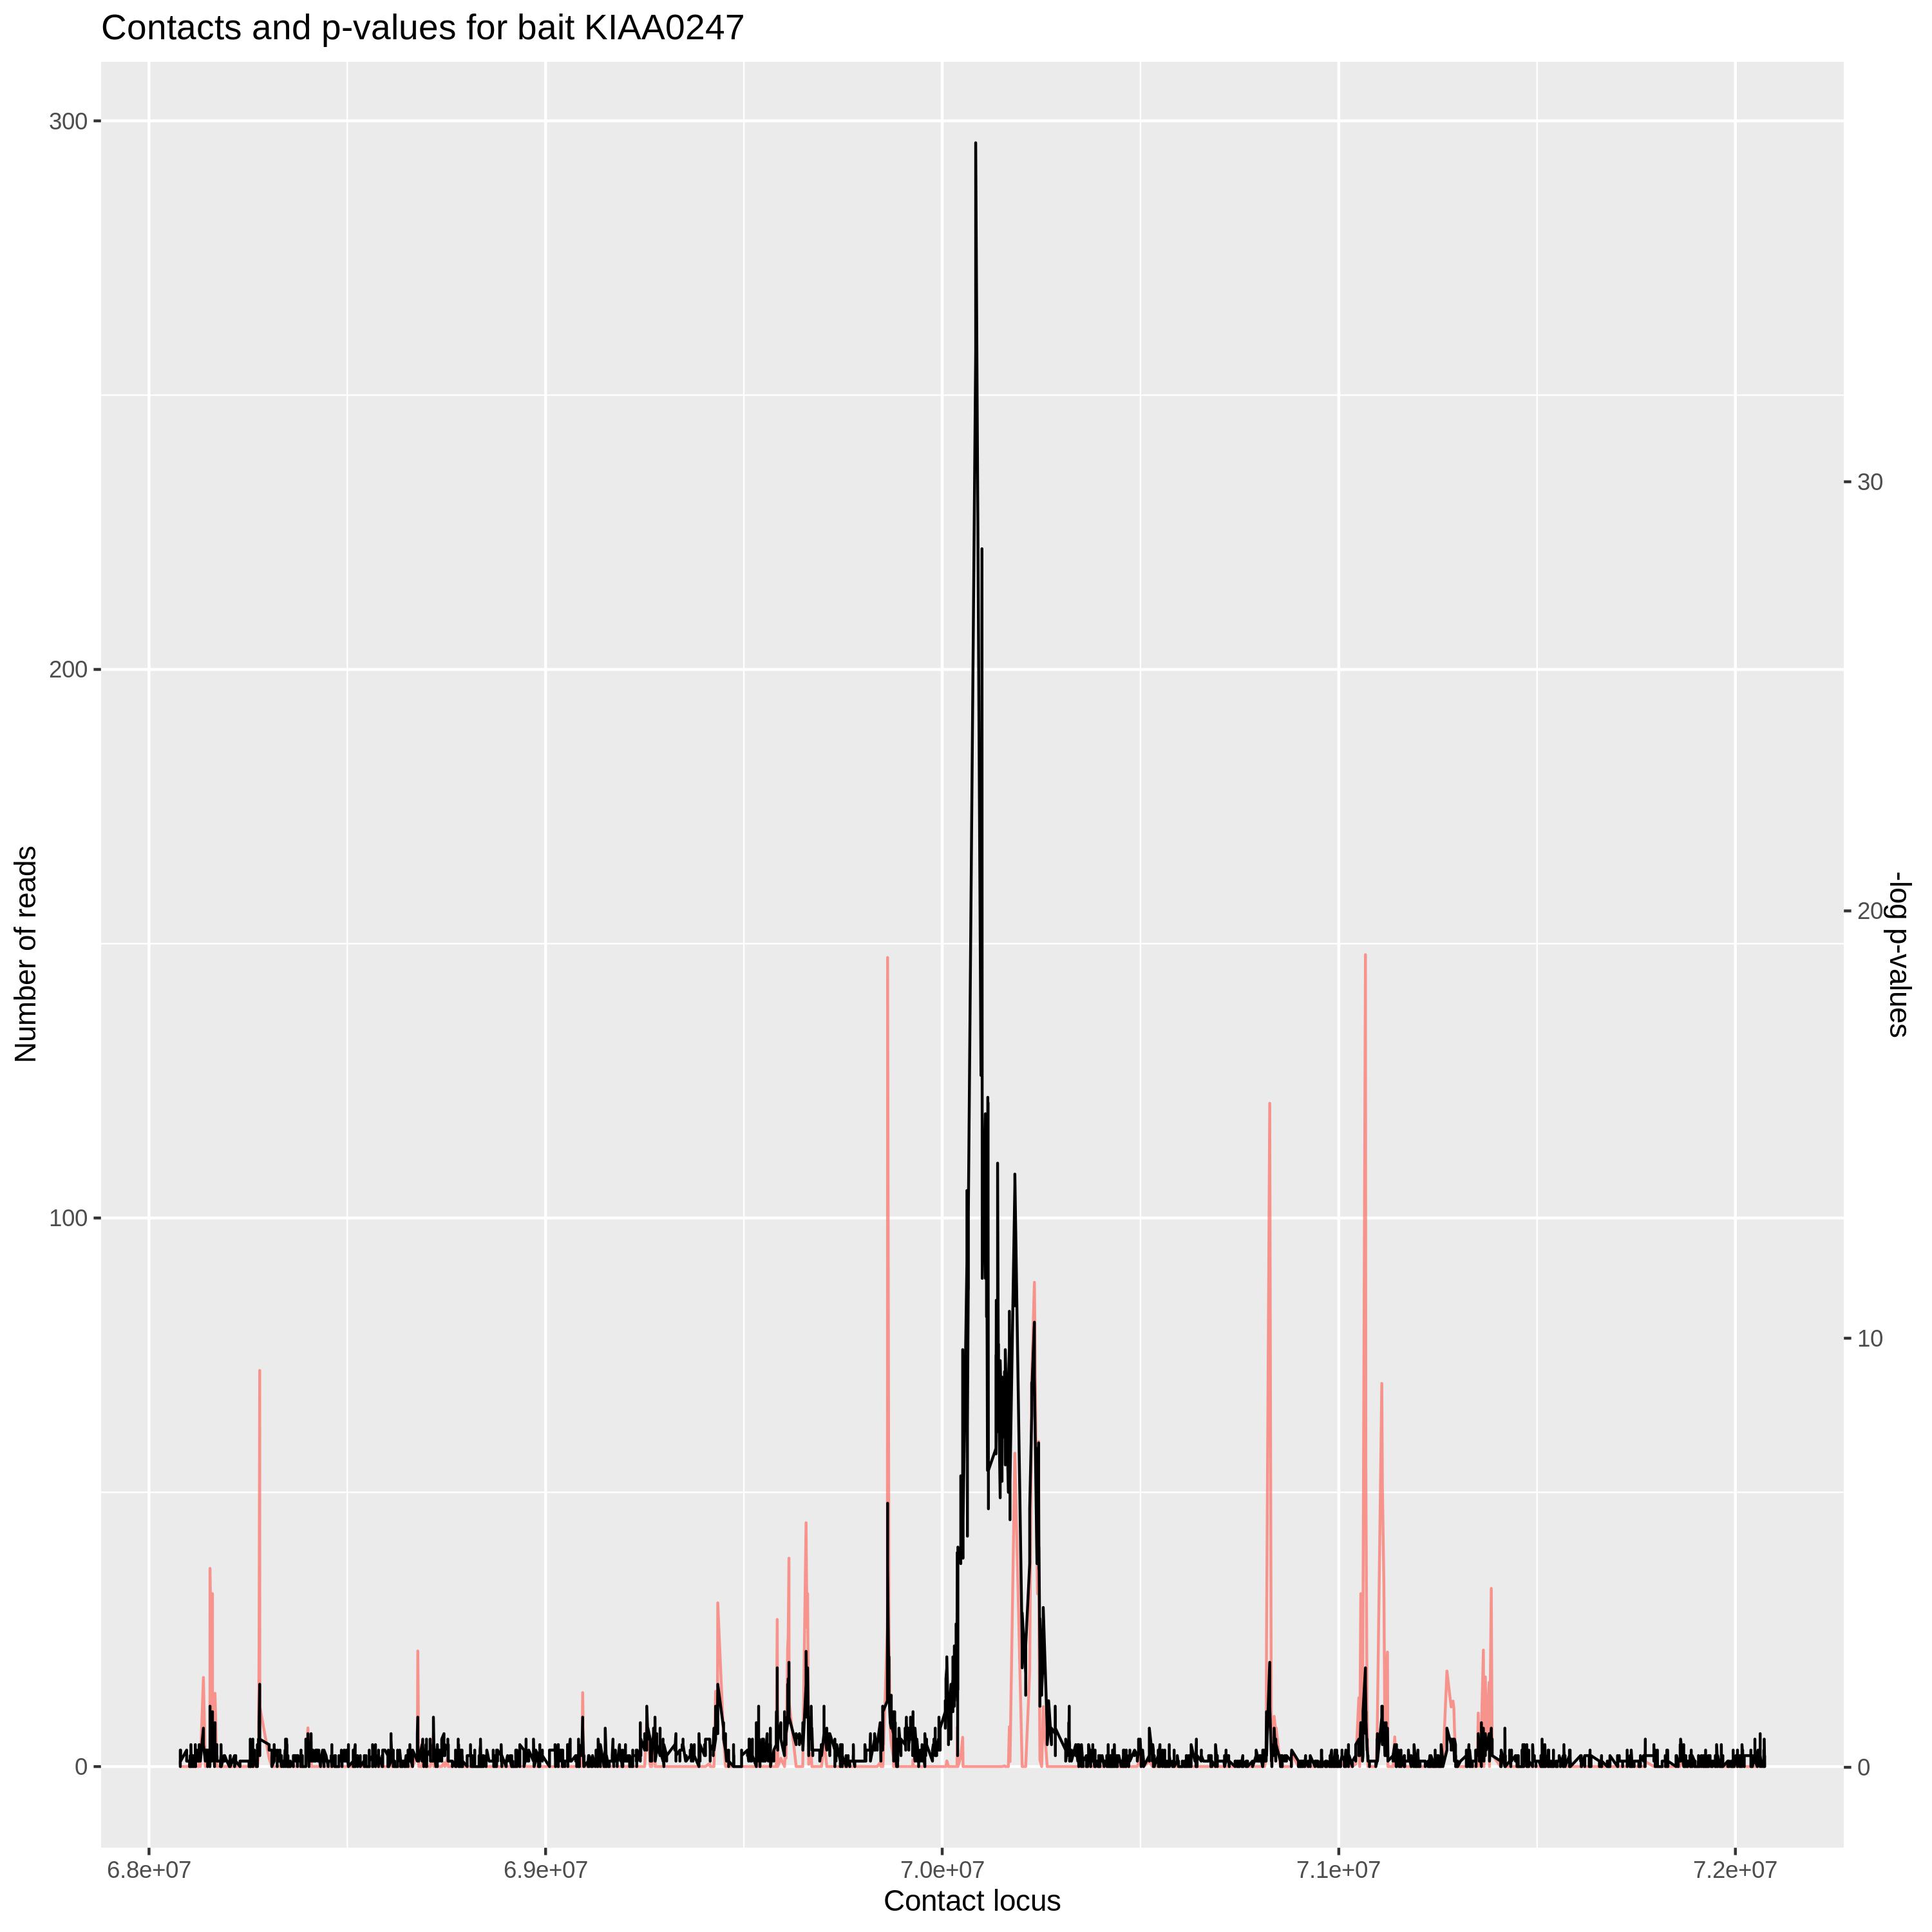 Contacts and p-values for bait KIAA0247
300
200
100
0
Number of reads
30
20
10
0
-log p-values
6.8e+07
6.9e+07
7.0e+07
7.1e+07
7.2e+07
Contact locus